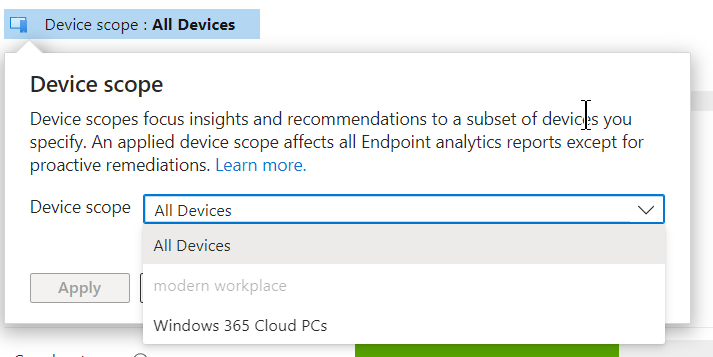 Device scope : All Devices
Device scope
Device scopes focus insights and recommendations to a subset of devices you
specify. An applied device scope affects all Endpoint analytics reports except for
proactive remediations. Learn more.
Device scope
All Devices
All Devices
modern workplace
Apply
Windows 365 Cloud PCs